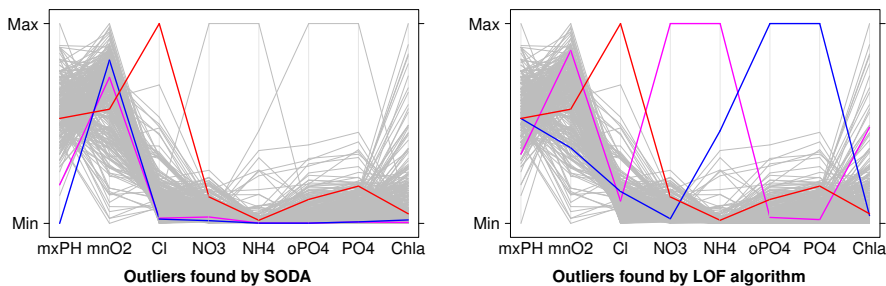 Max
Min
mxPH mnO2 Cl NO3 NH4 oPO4 PO4 Chla
Outliers found by SODA
Max
Min
mxPH mnO2 Cl NO3 NH4 oPO4 PO4 Chla
Outliers found by LOF algorithm